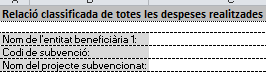 Relació classificada de totes les despeses realitzades
Nom de l'entitat beneficiària 1:
Codi de subvenció:
Nom del projecte subvencionat: